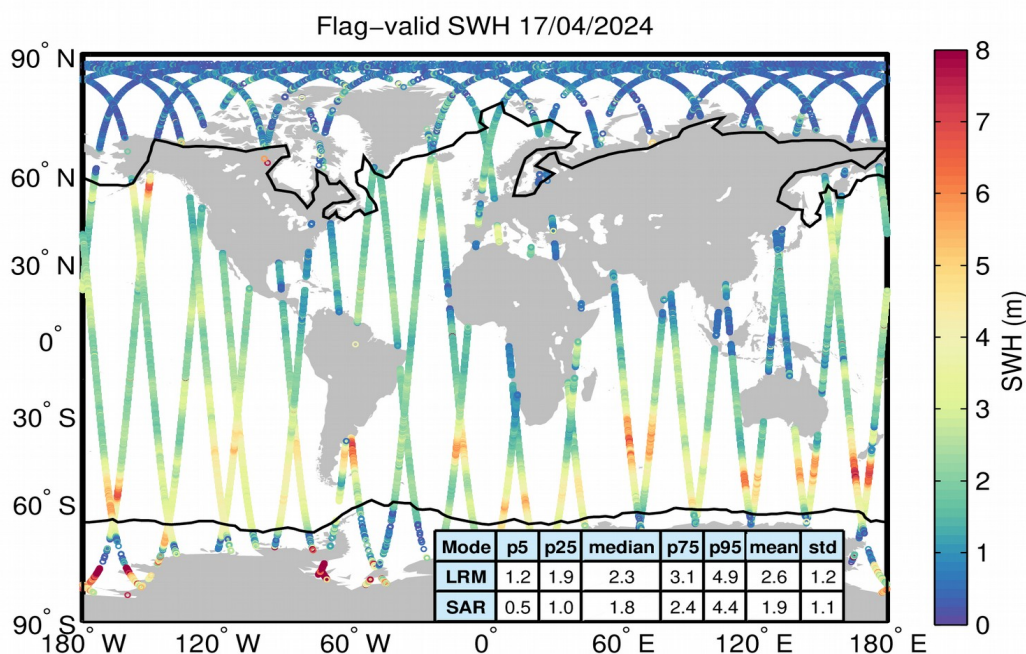 Flag−valid SWH 17/04/2024
90° N
60° N
30° N
0°
30° S
60° S
90° S
180° W
120° W
60° W
0°
60° E
120° E
180° E
8
7
6
5
4
3
2
1
0
SWH (m)
Mode p5 p25 median p75 p95 mean std
LRM 1.2 1.9 2.3 3.1 4.9 2.6 1.2
SAR 0.5 1.0 1.8 2.4 4.4 1.9 1.1